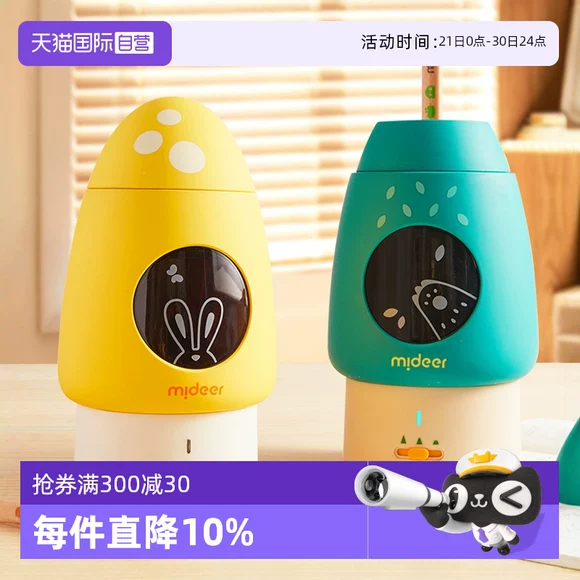 天猫国际自营
活动时间:21日0点-30日24点
mideer
mideer
抢券满300减30
每件直降10%